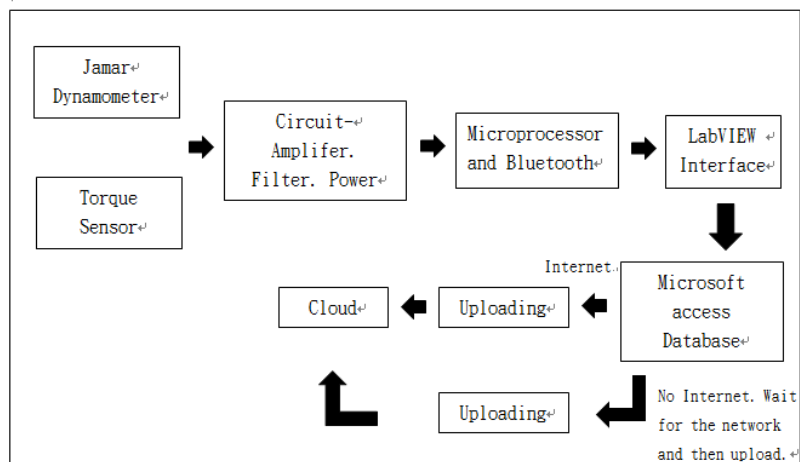 Jamar
Dynamometer
Torque
Sensor
Circuit-
Amplifer.
Filter. Power
Microprocessor
and Bluetooth
LabVIEW
Interface
Microsoft
access
Database
Internet
Uploading
Cloud
No Internet. Wait
for the network
and then upload.
Uploading